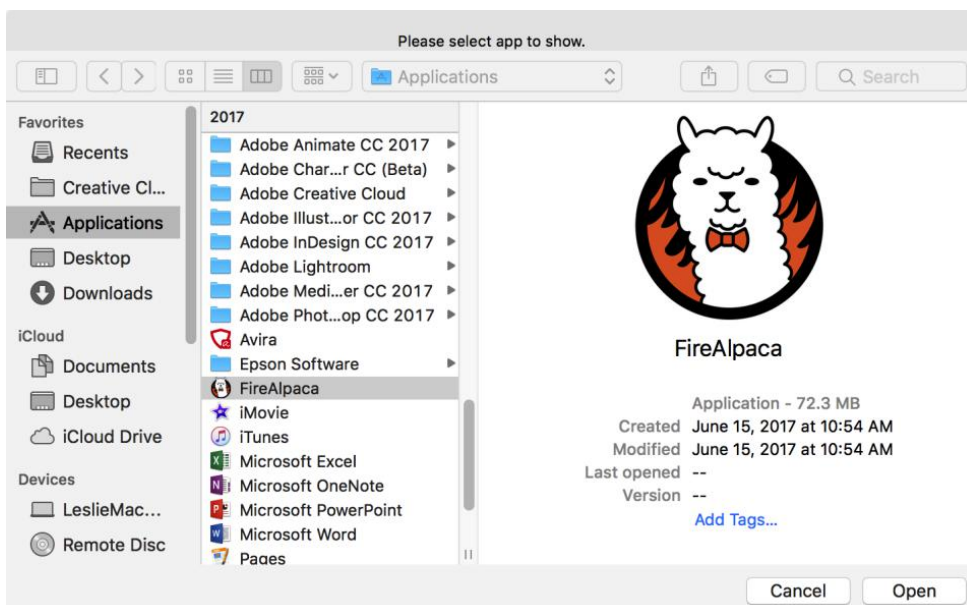 Please select app to show.
Applications
Search
Favorites
Recents
Creative Cl...
Applications
Desktop
Downloads
iCloud
Documents
Desktop
iCloud Drive
Devices
LeslieMac...
Remote Disc
2017
Adobe Animate CC 2017
Adobe Char...r CC (Beta)
Adobe Creative Cloud
Adobe Illust...or CC 2017
Adobe InDesign CC 2017
Adobe Lightroom
Adobe Medi...er CC 2017
Adobe Phot...op CC 2017
Avira
Epson Software
FireAlpaca
iMovie
iTunes
Microsoft Excel
Microsoft OneNote
Microsoft PowerPoint
Microsoft Word
Pages
FireAlpaca
Application - 72.3 MB
Created June 15, 2017 at 10:54 AM
Modified June 15, 2017 at 10:54 AM
Last opened --
Version --
Add Tags...
Cancel
Open